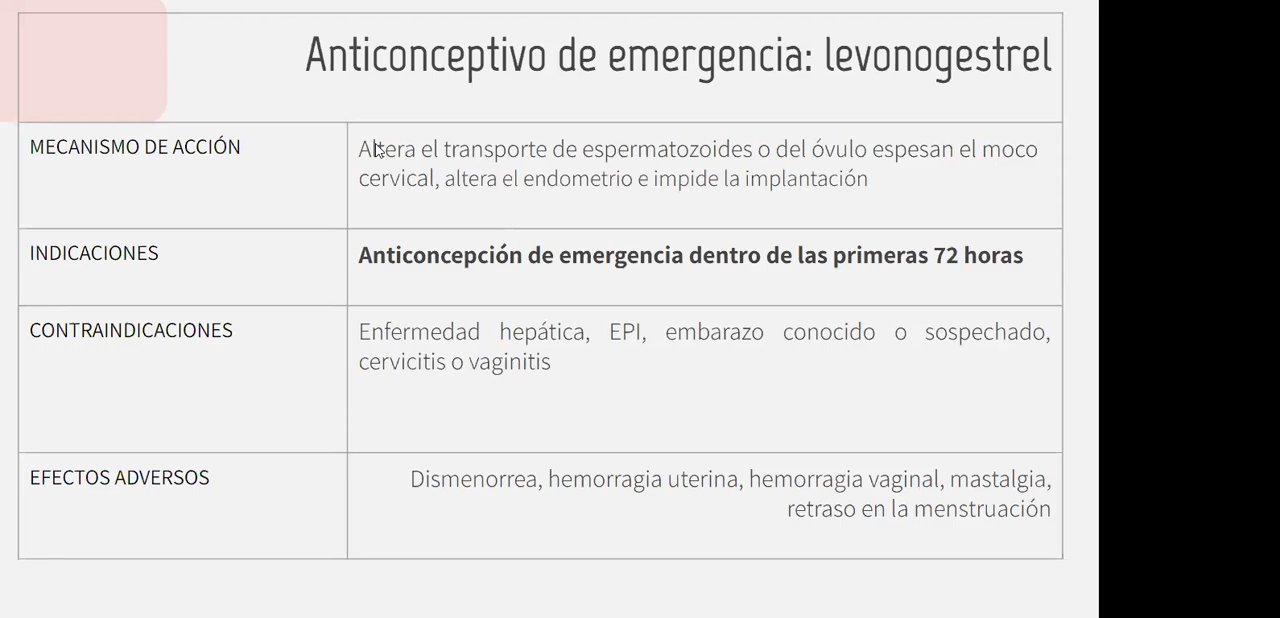 Anticonceptivo de emergencia: levonogestrel
MECANISMO DE ACCIÓN
Altera el transporte de espermatozoides o del óvulo espesan el moco
cervical, altera el endometrio e impide la implantación
INDICACIONES
Anticoncepción de emergencia dentro de las primeras 72 horas
CONTRAINDICACIONES
Enfermedad hepática, EPI, embarazo conocido o sospechado,
cervicitis o vaginitis
EFECTOS ADVERSOS
Dismenorrea, hemorragia uterina, hemorragia vaginal, mastalgia,
retraso en la menstruación